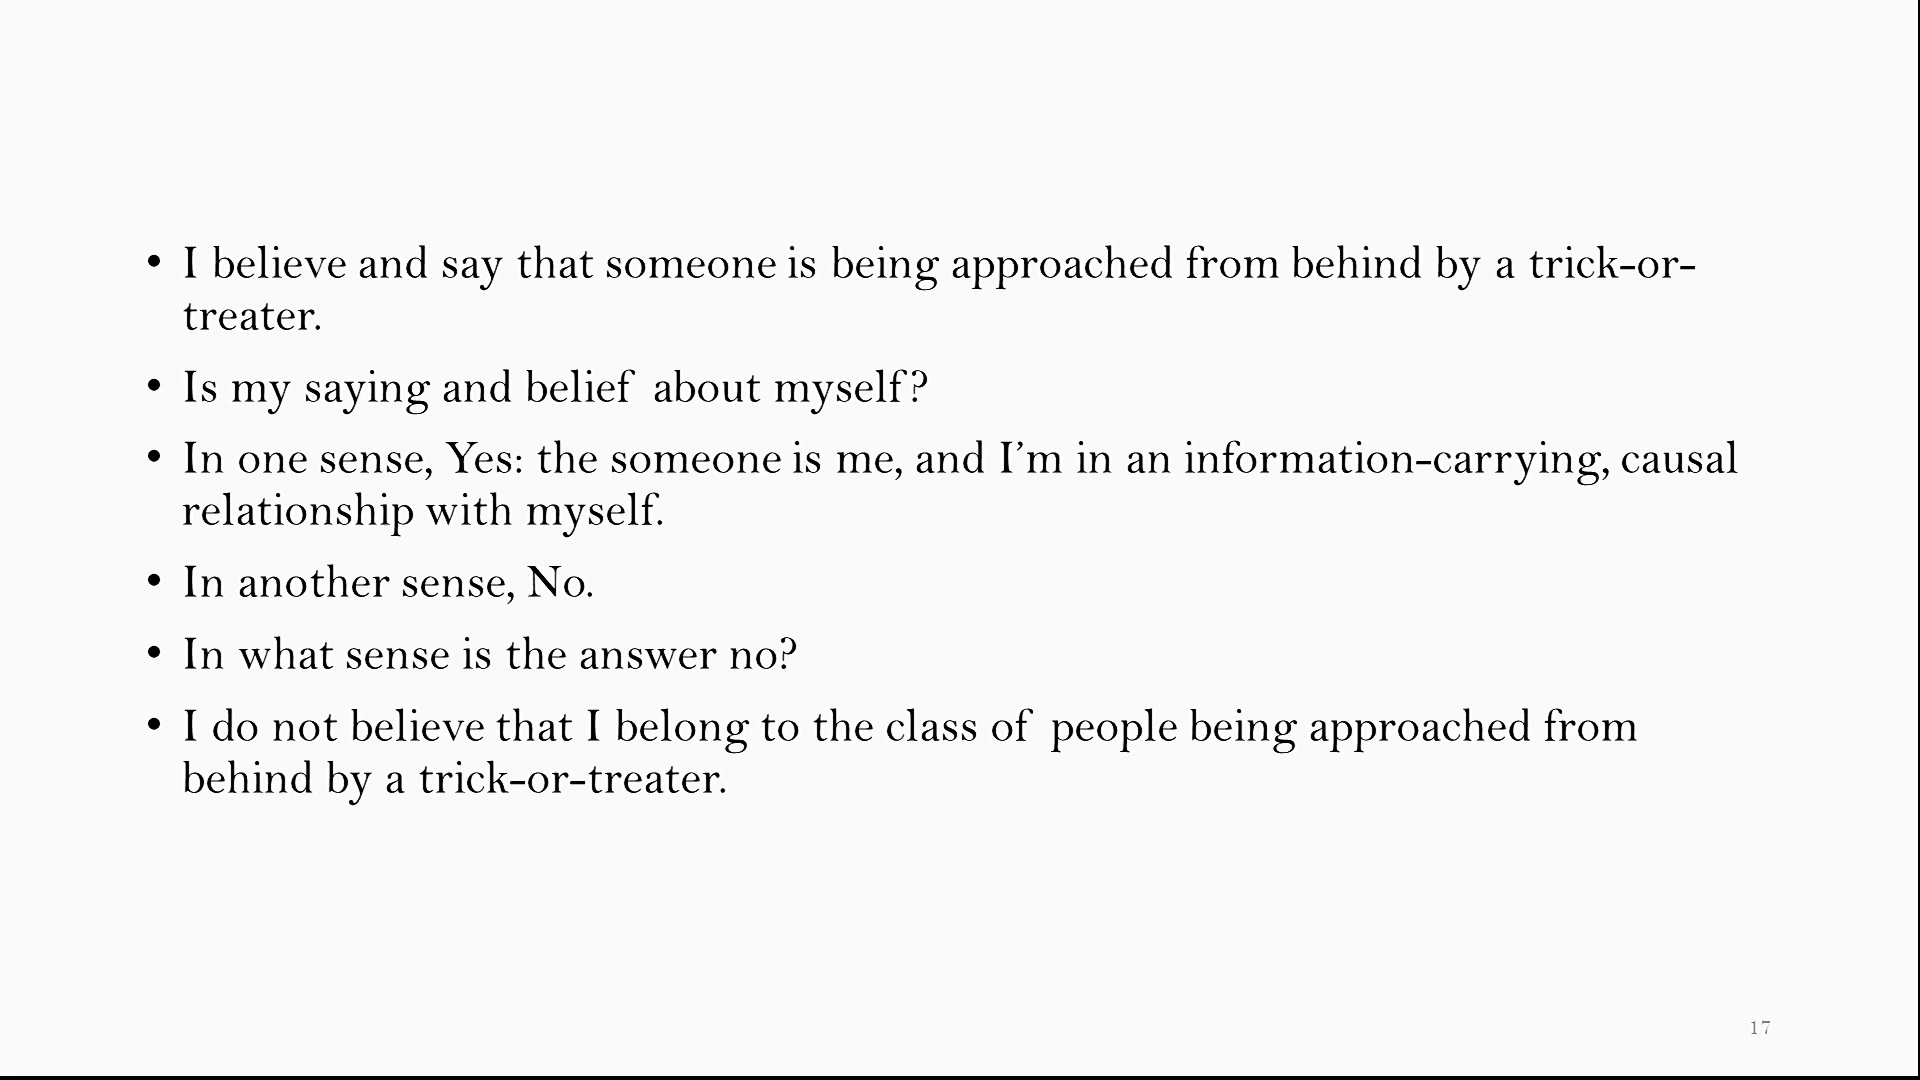 • I believe and say that someone is being approached from behind by a trick-or-
treater.
• Is my saying and belief about myself?
• In one sense, Yes: the someone is me, and I’m in an information-carrying, causal
relationship with myself.
• In another sense, No.
• In what sense is the answer no?
• I do not believe that I belong to the class of people being approached from
behind by a trick-or-treater.
17